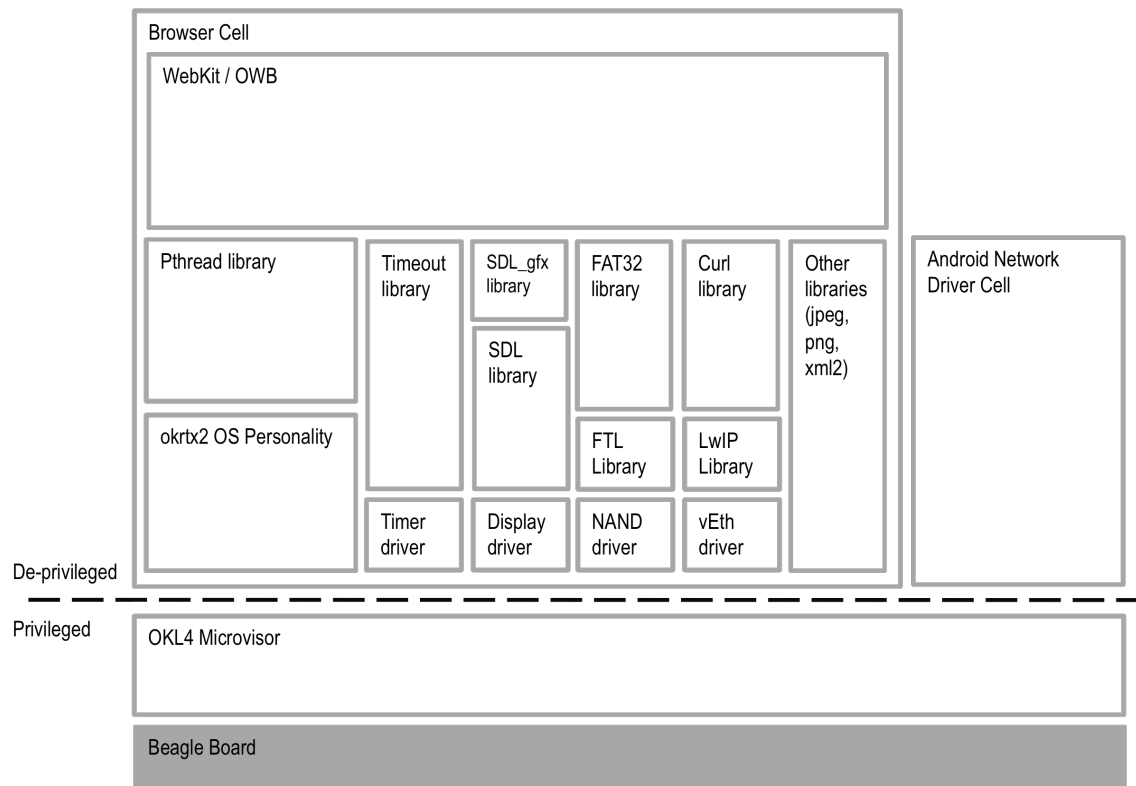 Browser Cell
WebKit / OWB
Pthread library
okrtx2 OS Personality
Timeout
library
Timer
driver
SDL_gfx
library
SDL
library
Display
driver
FAT32
library
FTL
Library
NAND
driver
Curl
library
LwIP
Library
vEth
driver
Other
libraries
(jpeg,
png,
xml2)
Android Network
Driver Cell
De-privileged
Privileged
OKL4 Microvisor
Beagle Board